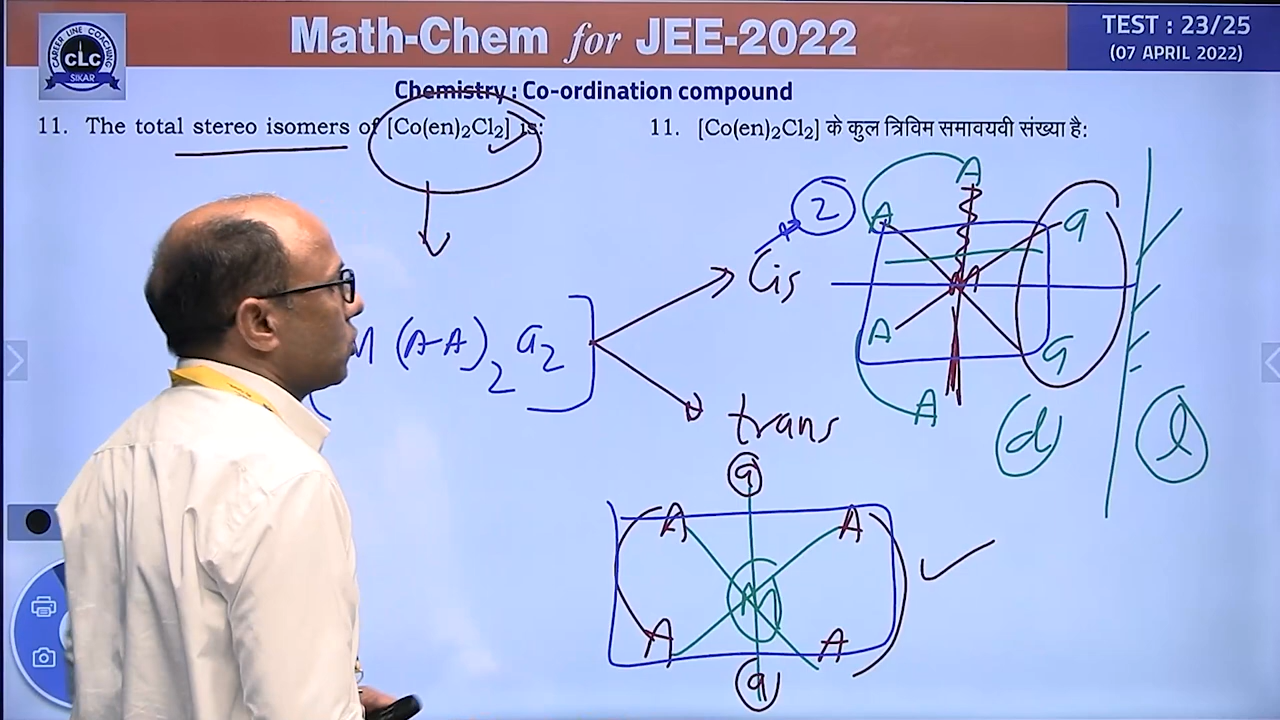 Math-Chem for JEE-2022
TEST : 23/25
(07 APRIL 2022)
CAREER LINE COACHING
CLC
SIKAR
Chemistry : Co-ordination compound
11. The total stereo isomers of [Co(en)₂Cl₂] is:
11. [Co(en)₂Cl₂] के कुल त्रिविम समावयवी संख्या है:
M (A-A)₂ a₂]
Cis
2
trans
A
A a
M
A a
A
d
l
a
A A
M
A A
a